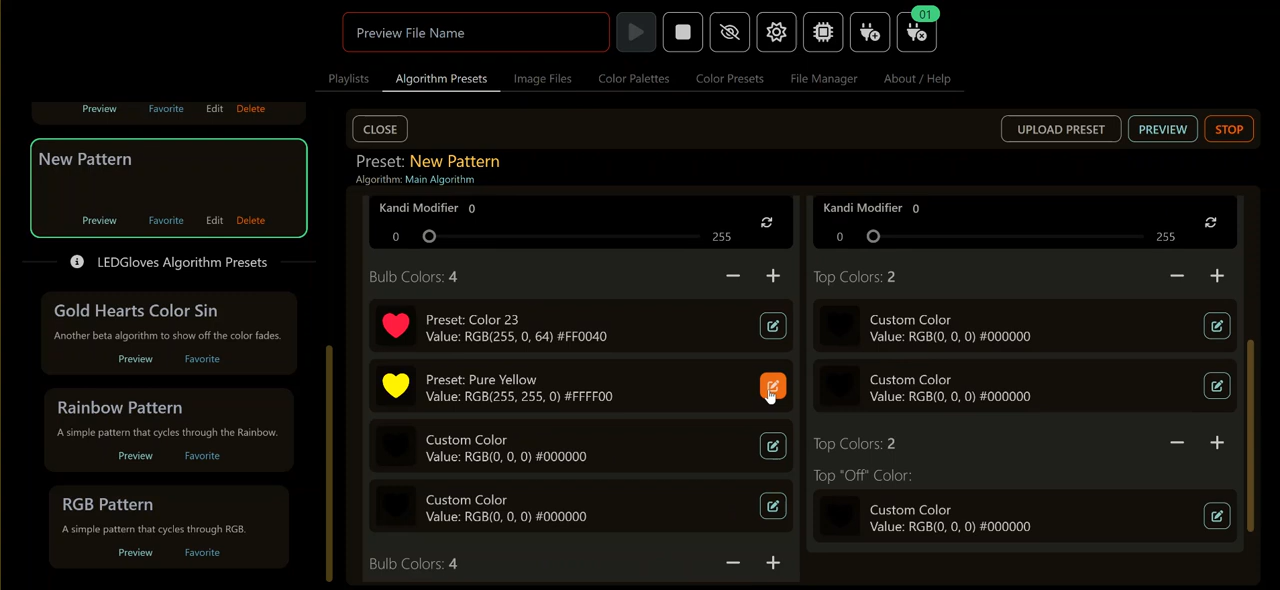 01
Preview File Name
Playlists Algorithm Presets Image Files Color Palettes Color Presets File Manager About / Help
Preview Favorite Edit Delete
New Pattern
Preview Favorite Edit Delete
LEDGloves Algorithm Presets
Gold Hearts Color Sin
Another beta algorithm to show off the color fades.
Preview Favorite
Rainbow Pattern
A simple pattern that cycles through the Rainbow.
Preview Favorite
RGB Pattern
A simple pattern that cycles through RGB.
Preview Favorite
CLOSE UPLOAD PRESET PREVIEW STOP
Preset: New Pattern
Algorithm: Main Algorithm
Kandi Modifier 0
0 255
Bulb Colors: 4
Preset: Color 23
Value: RGB(255, 0, 64) #FF0040
Preset: Pure Yellow
Value: RGB(255, 255, 0) #FFFF00
Custom Color
Value: RGB(0, 0, 0) #000000
Custom Color
Value: RGB(0, 0, 0) #000000
Bulb Colors: 4
Kandi Modifier 0
0 255
Top Colors: 2
Custom Color
Value: RGB(0, 0, 0) #000000
Custom Color
Value: RGB(0, 0, 0) #000000
Top Colors: 2
Top "Off" Color:
Custom Color
Value: RGB(0, 0, 0) #000000